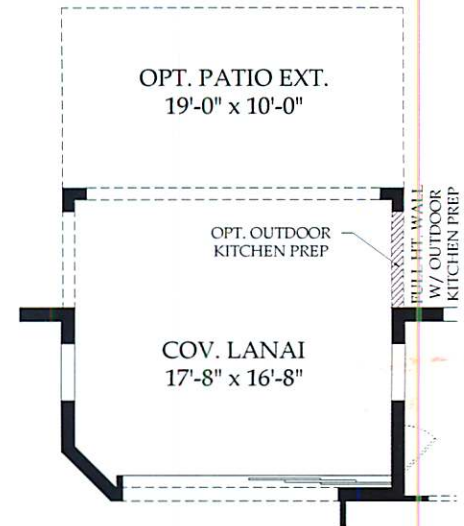 OPT. PATIO EXT.
19'-0" x 10'-0"
OPT. OUTDOOR
KITCHEN PREP
FULL HT. WALL
W/ OUTDOOR
KITCHEN PREP
COV. LANAI
17'-8" x 16'-8"